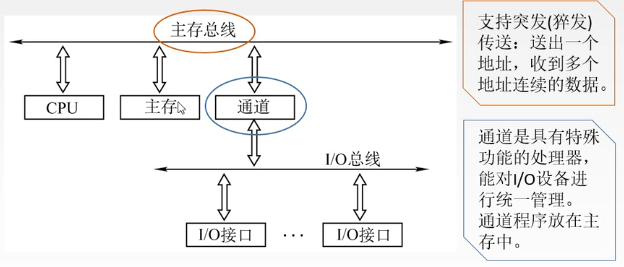 主存总线
CPU
主存
通道
I/O总线
I/O接口
···
I/O接口
支持突发(猝发)
传送：送出一个
地址，收到多个
地址连续的数据。
通道是具有特殊
功能的处理器，
能对I/O设备进
行统一管理。
通道程序放在主
存中。